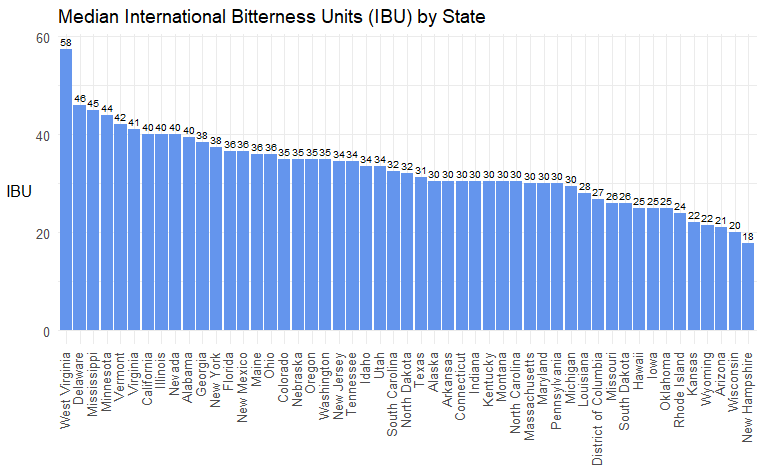 Median International Bitterness Units (IBU) by State
60
40
20
0
IBU
58 46 45 44 42 41 40 40 40 40 38 38 36 36 36 36 35 35 35 35 34 34 34 34 32 32 31 30 30 30 30 30 30 30 30 30 30 30 28 27 26 26 25 25 25 24 22 22 21 20 18
West Virginia
Delaware
Mississippi
Minnesota
Vermont
Virginia
California
Illinois
Nevada
Alabama
Georgia
New York
Florida
New Mexico
Maine
Ohio
Colorado
Nebraska
Oregon
Washington
New Jersey
Tennessee
Idaho
Utah
South Carolina
North Dakota
Texas
Alaska
Arkansas
Connecticut
Indiana
Kentucky
Montana
North Carolina
Massachusetts
Maryland
Pennsylvania
Michigan
Louisiana
District of Columbia
Missouri
South Dakota
Hawaii
Iowa
Oklahoma
Rhode Island
Kansas
Wyoming
Arizona
Wisconsin
New Hampshire